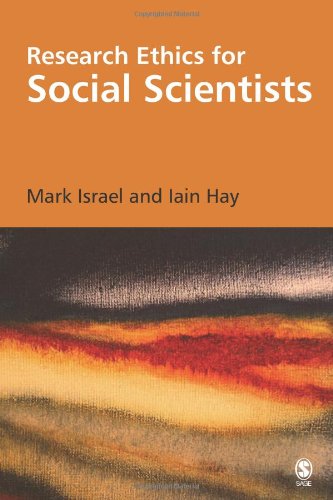 Research Ethics for
Social Scientists
Mark Israel and Iain Hay
SAGE